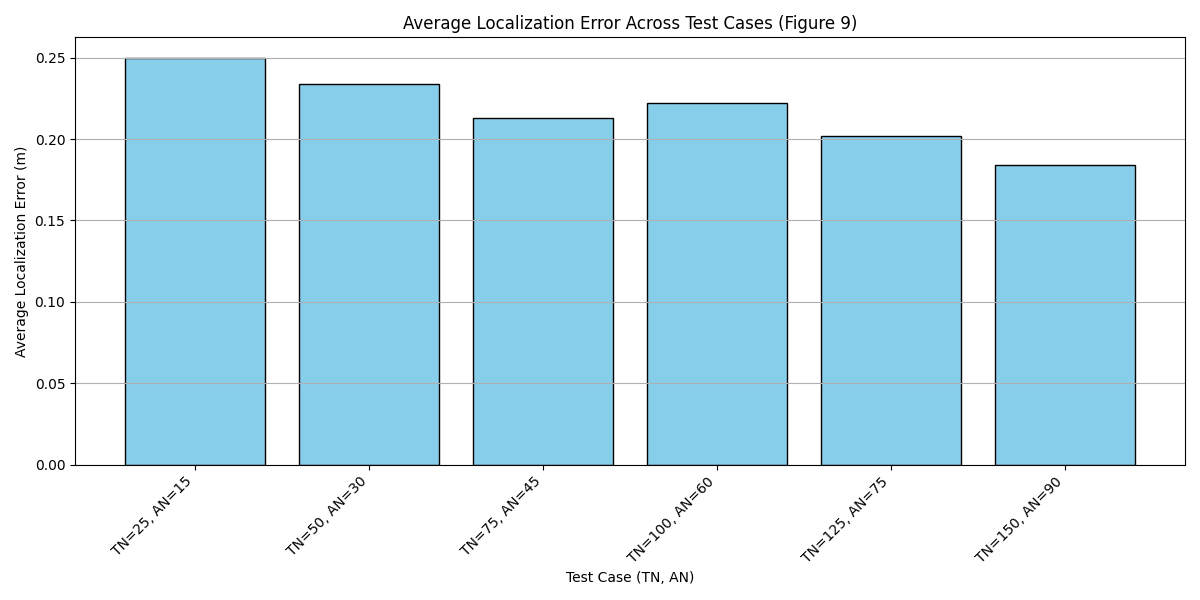 Average Localization Error Across Test Cases (Figure 9)
Average Localization Error (m)
0.25
0.20
0.15
0.10
0.05
0.00
TN=25, AN=15
TN=50, AN=30
TN=75, AN=45
TN=100, AN=60
TN=125, AN=75
TN=150, AN=90
Test Case (TN, AN)